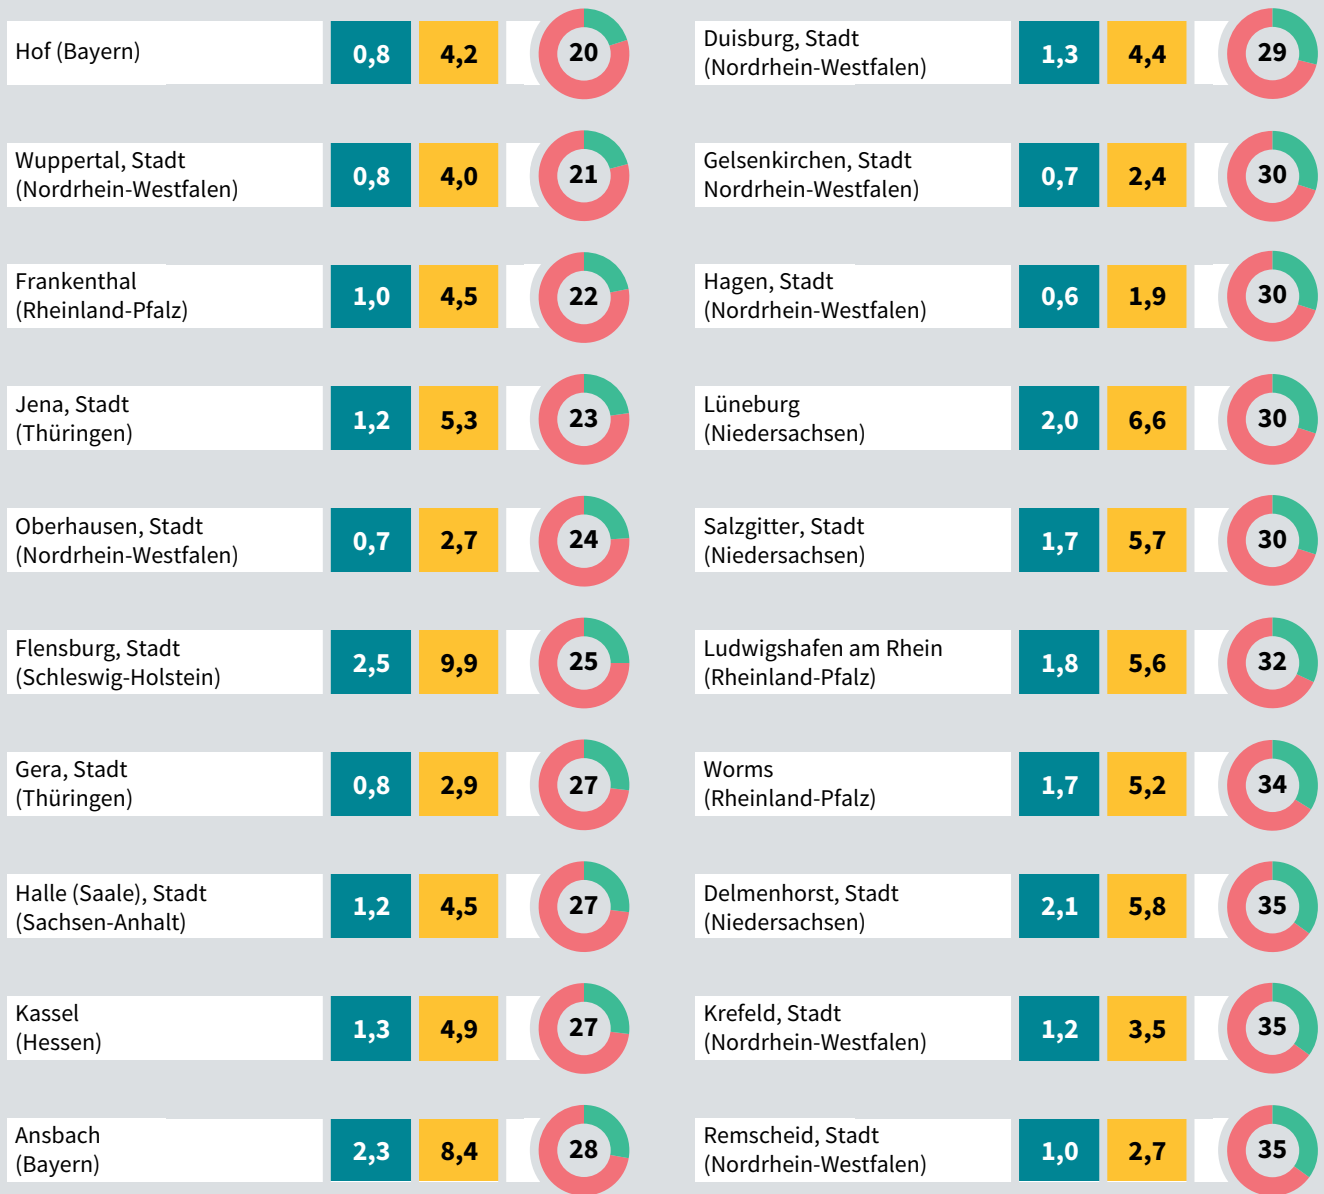 Hof (Bayern) 0,8 4,2 20
Wuppertal, Stadt
(Nordrhein-Westfalen) 0,8 4,0 21
Frankenthal
(Rheinland-Pfalz) 1,0 4,5 22
Jena, Stadt
(Thüringen) 1,2 5,3 23
Oberhausen, Stadt
(Nordrhein-Westfalen) 0,7 2,7 24
Flensburg, Stadt
(Schleswig-Holstein) 2,5 9,9 25
Gera, Stadt
(Thüringen) 0,8 2,9 27
Halle (Saale), Stadt
(Sachsen-Anhalt) 1,2 4,5 27
Kassel
(Hessen) 1,3 4,9 27
Ansbach
(Bayern) 2,3 8,4 28
Duisburg, Stadt
(Nordrhein-Westfalen) 1,3 4,4 29
Gelsenkirchen, Stadt
Nordrhein-Westfalen) 0,7 2,4 30
Hagen, Stadt
(Nordrhein-Westfalen) 0,6 1,9 30
Lüneburg
(Niedersachsen) 2,0 6,6 30
Salzgitter, Stadt
(Niedersachsen) 1,7 5,7 30
Ludwigshafen am Rhein
(Rheinland-Pfalz) 1,8 5,6 32
Worms
(Rheinland-Pfalz) 1,7 5,2 34
Delmenhorst, Stadt
(Niedersachsen) 2,1 5,8 35
Krefeld, Stadt
(Nordrhein-Westfalen) 1,2 3,5 35
Remscheid, Stadt
(Nordrhein-Westfalen) 1,0 2,7 35